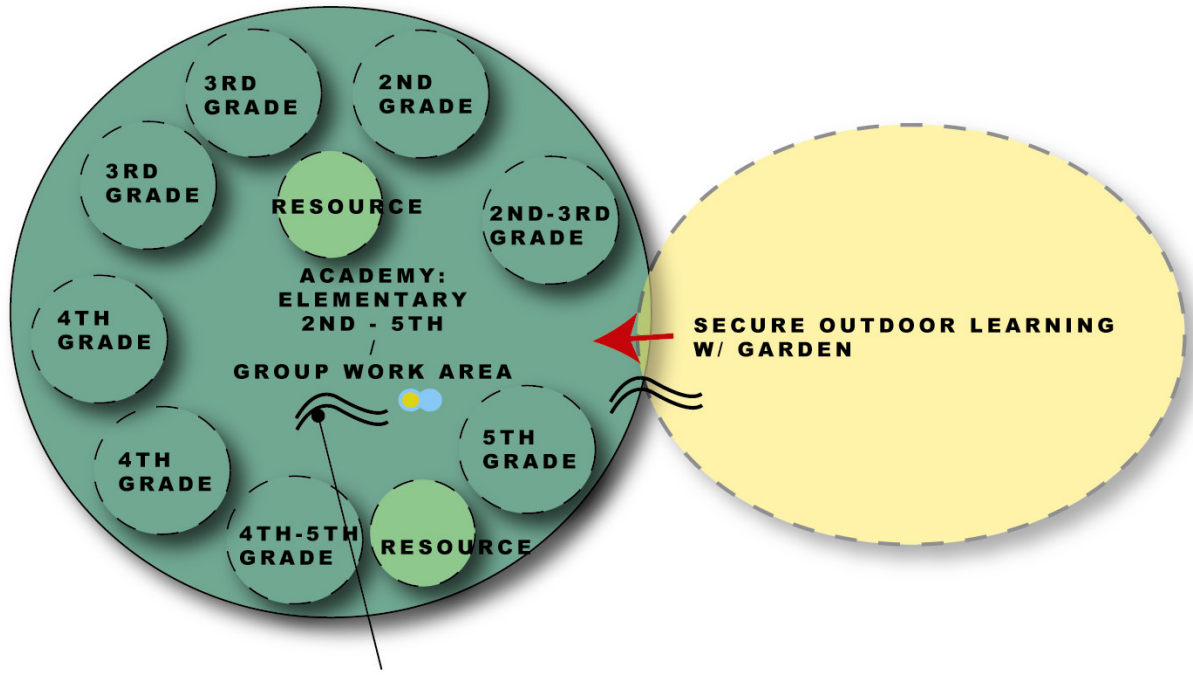 3RD
GRADE
2ND
GRADE
3RD
GRADE
RESOURCE
2ND-3RD
GRADE
ACADEMY:
ELEMENTARY
2ND - 5TH
/
GROUP WORK AREA
4TH
GRADE
SECURE OUTDOOR LEARNING
W/ GARDEN
4TH
GRADE
5TH
GRADE
4TH-5TH
GRADE
RESOURCE